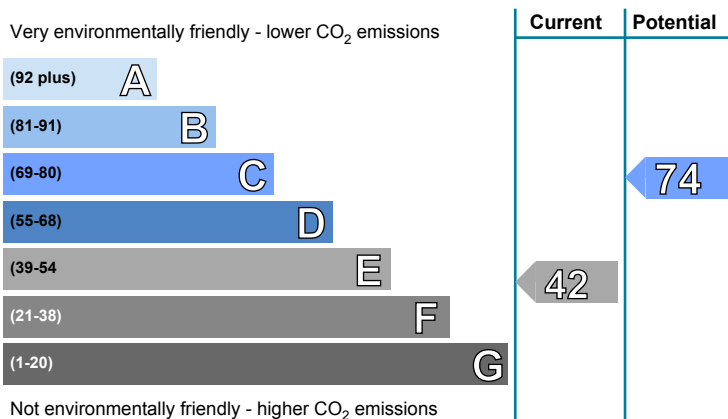 Current Potential
Very environmentally friendly - lower CO2 emissions
(92 plus) A
(81-91) B
(69-80) C
74
(55-68) D
(39-54 E
42
(21-38) F
(1-20) G
Not environmentally friendly - higher CO2 emissions